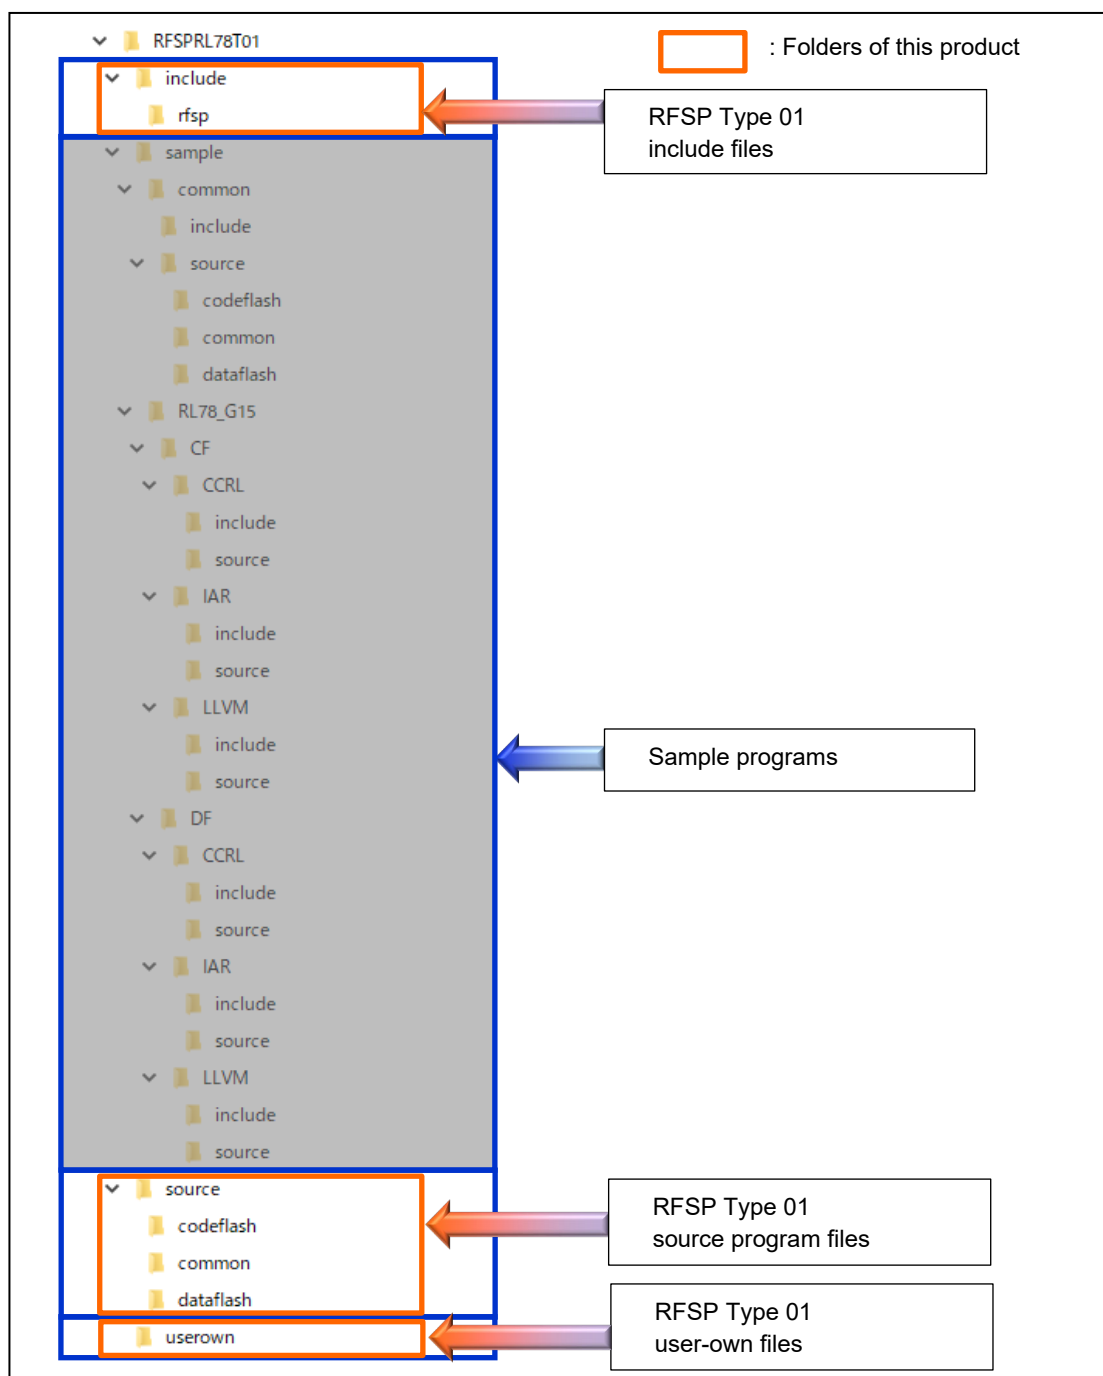 RFSPRL78T01
: Folders of this product
include
rfsp
RFSP Type 01
include files
sample
common
include
source
codeflash
common
dataflash
RL78_G15
CF
CCRL
include
source
IAR
include
source
LLVM
include
source
Sample programs
DF
CCRL
include
source
IAR
include
source
LLVM
include
source
source
codeflash
common
dataflash
RFSP Type 01
source program files
userown
RFSP Type 01
user-own files